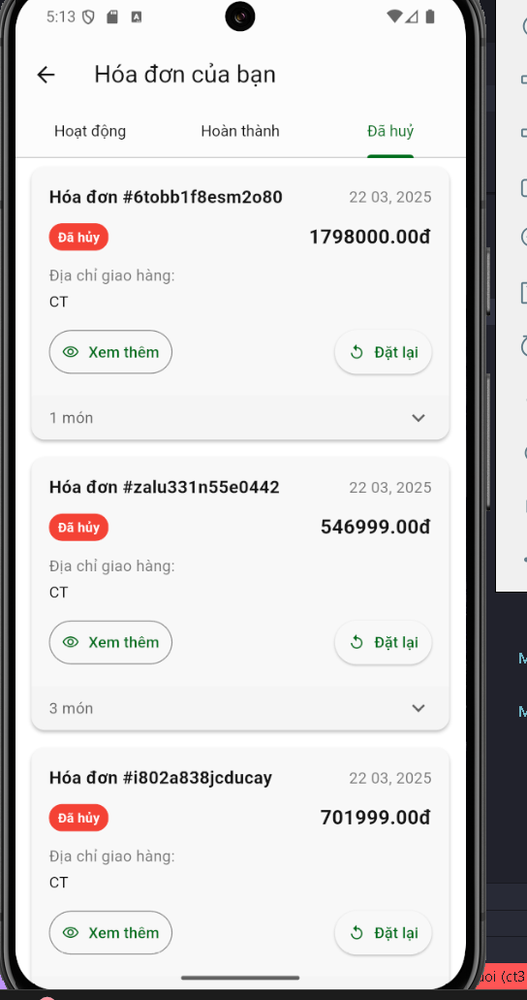 5:13
Hóa đơn của bạn
Hoạt động Hoàn thành Đã huỷ
Hóa đơn #6tobb1f8esm2o80 22 03, 2025
Đã hủy 1798000.00đ
Địa chỉ giao hàng:
CT
Xem thêm Đặt lại
1 món
Hóa đơn #zalu331n55e0442 22 03, 2025
Đã hủy 546999.00đ
Địa chỉ giao hàng:
CT
Xem thêm Đặt lại
3 món
Hóa đơn #i802a838jcducay 22 03, 2025
Đã hủy 701999.00đ
Địa chỉ giao hàng:
CT
Xem thêm Đặt lại